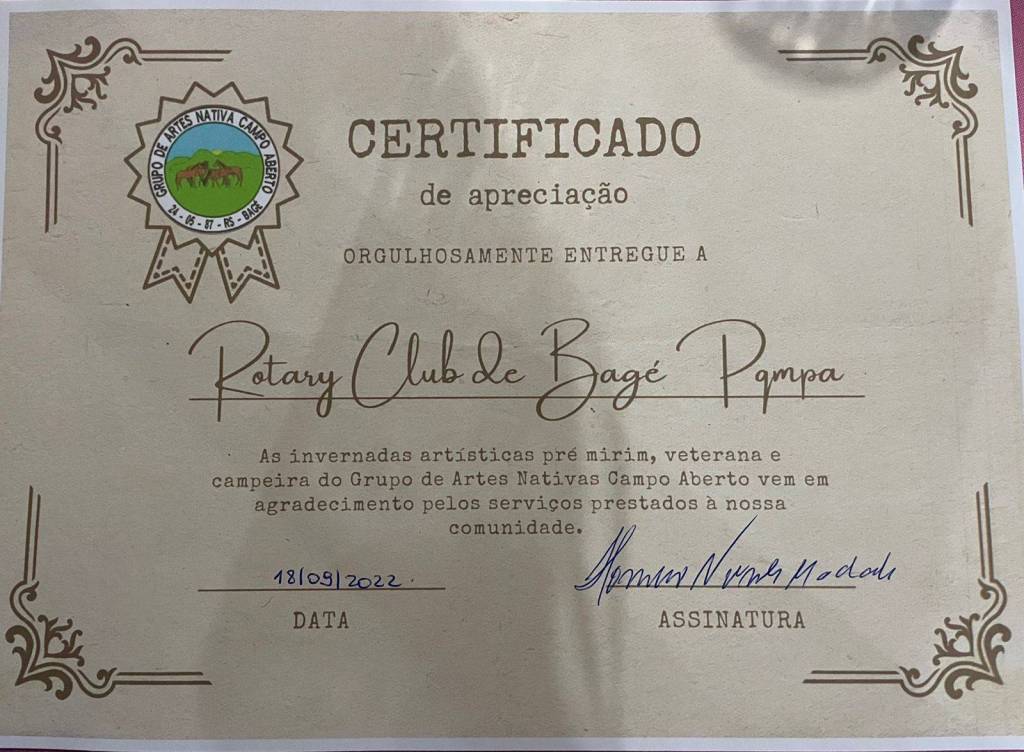 GRUPO DE ARTES NATIVA CAMPO ABERTO
24 - 05 - 87 - RS - BAGÉ
CERTIFICADO
de apreciação
ORGULHOSAMENTE ENTREGUE A
Rotary Club de Bagé Pqmpa
As invernadas artísticas pré mirim, veterana e
campeira do Grupo de Artes Nativas Campo Aberto vem em
agradecimento pelos serviços prestados à nossa
comunidade.
18/09/2022
Nunes
DATA
ASSINATURA